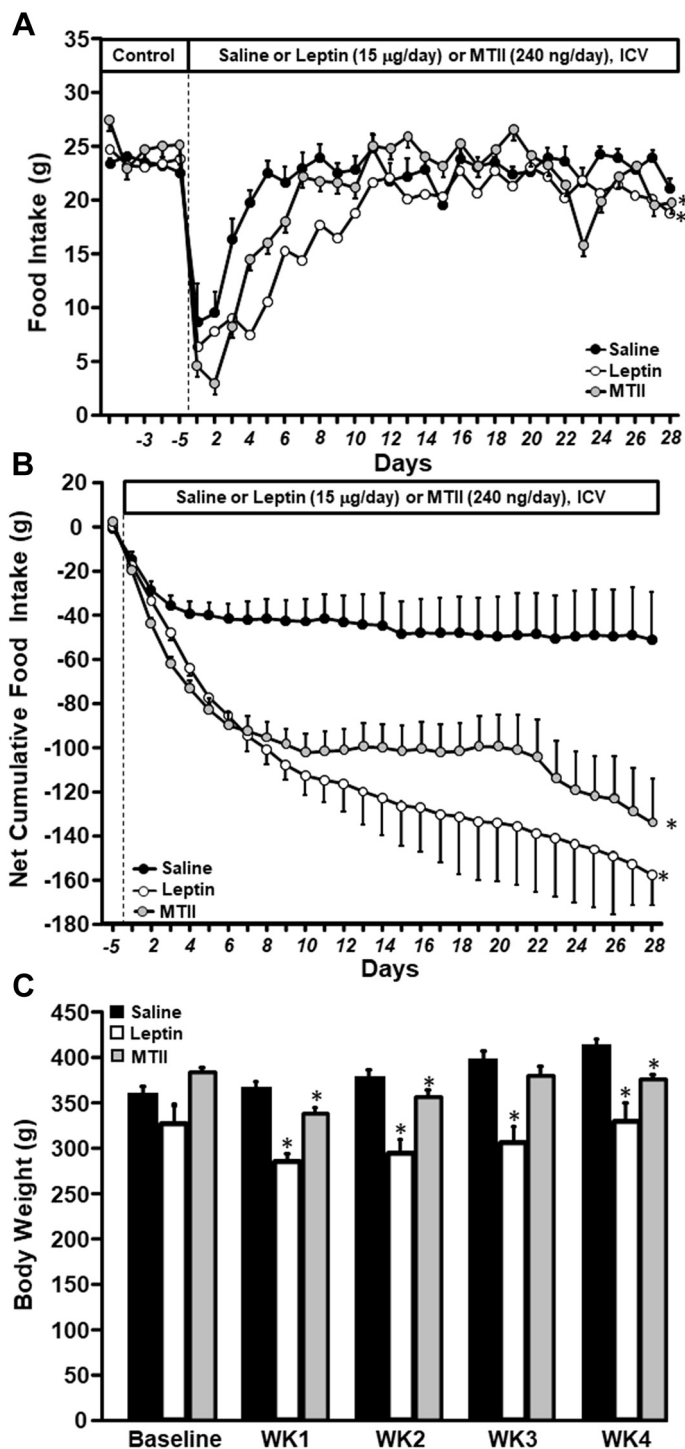 A
Control
Saline or Leptin (15 µg/day) or MTII (240 ng/day), ICV
Food Intake (g)
35
30
25
20
15
10
5
0
Saline
Leptin
MTII
*
*
-3 -5 2 4 6 8 10 12 14 16 18 20 22 24 26 28
Days
B
Saline or Leptin (15 µg/day) or MTII (240 ng/day), ICV
Net Cumulative Food Intake (g)
20
0
-20
-40
-60
-80
-100
-120
-140
-160
-180
Saline
Leptin
MTII
*
*
-5 2 4 6 8 10 12 14 16 18 20 22 24 26 28
Days
C
Body Weight (g)
450
400
350
300
250
200
150
100
50
0
Saline
Leptin
MTII
* * * * * * *
Baseline WK1 WK2 WK3 WK4